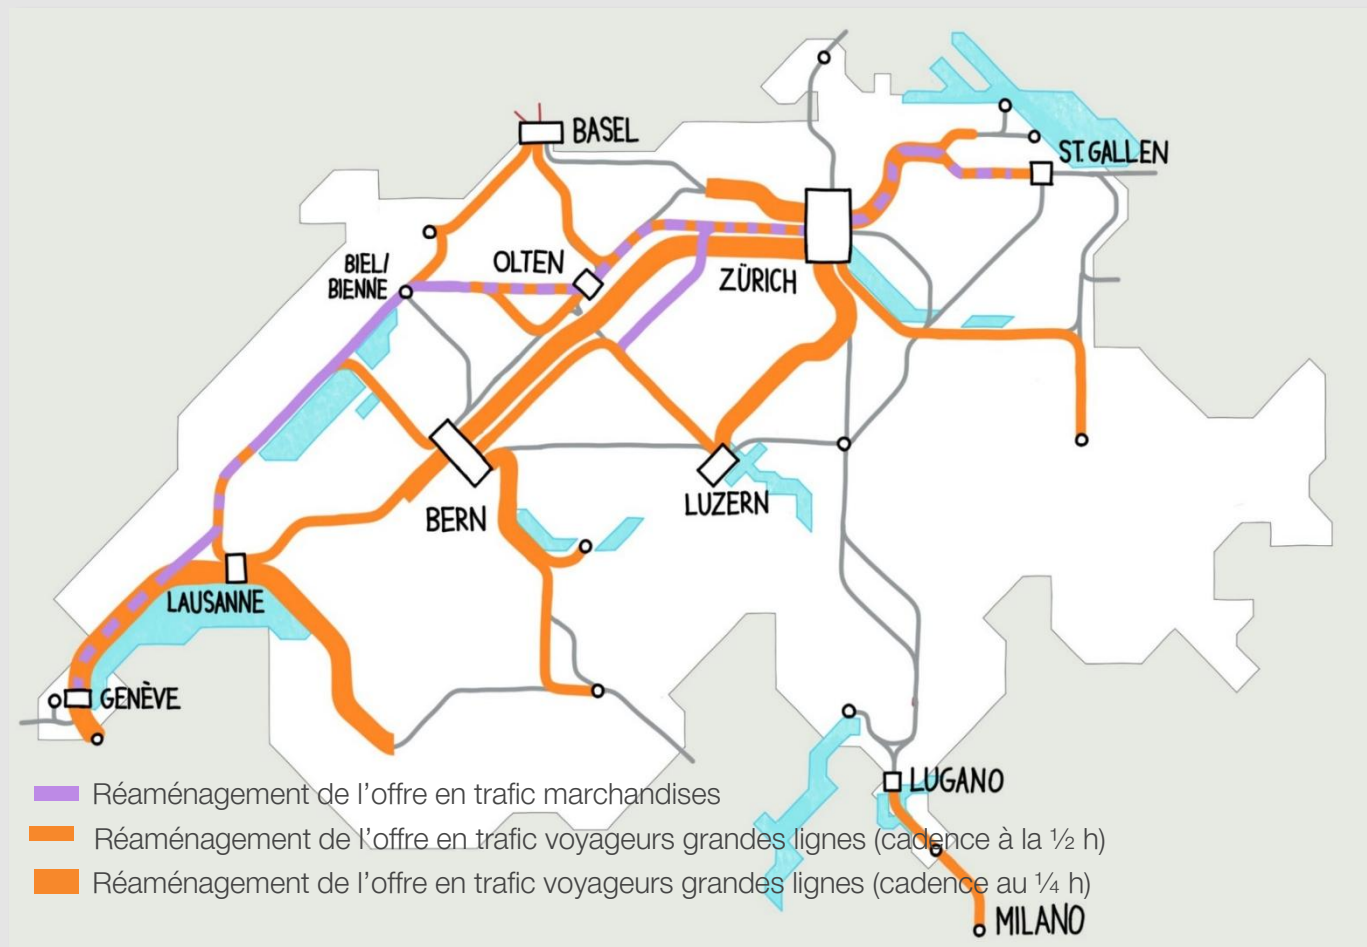 BASEL
ST. GALLEN
OLTEN
BIEL/
BIENNE
ZÜRICH
LUZERN
BERN
LAUSANNE
GENÈVE
LUGANO
MILANO
Réaménagement de l’offre en trafic marchandises
Réaménagement de l’offre en trafic voyageurs grandes lignes (cadence à la ½ h)
Réaménagement de l’offre en trafic voyageurs grandes lignes (cadence au ¼ h)